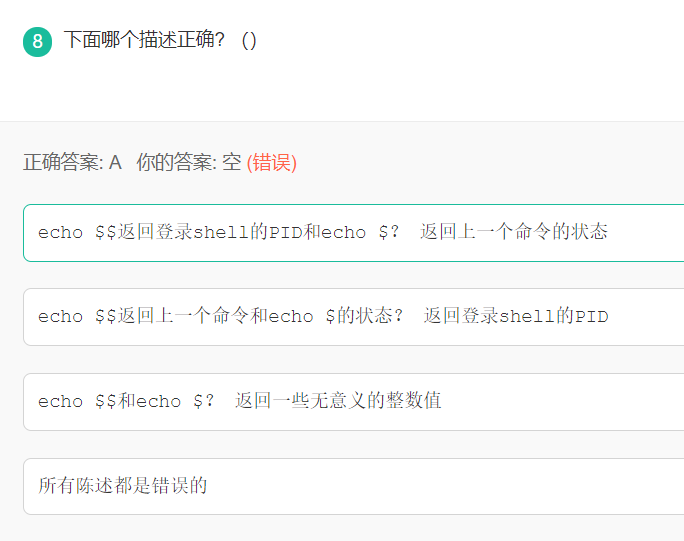 8 下面哪个描述正确? ()
正确答案: A 你的答案: 空 (错误)
echo $$返回登录shell的PID和echo $? 返回上一个命令的状态
echo $$返回上一个命令和echo $的状态? 返回登录shell的PID
echo $$和echo $? 返回一些无意义的整数值
所有陈述都是错误的